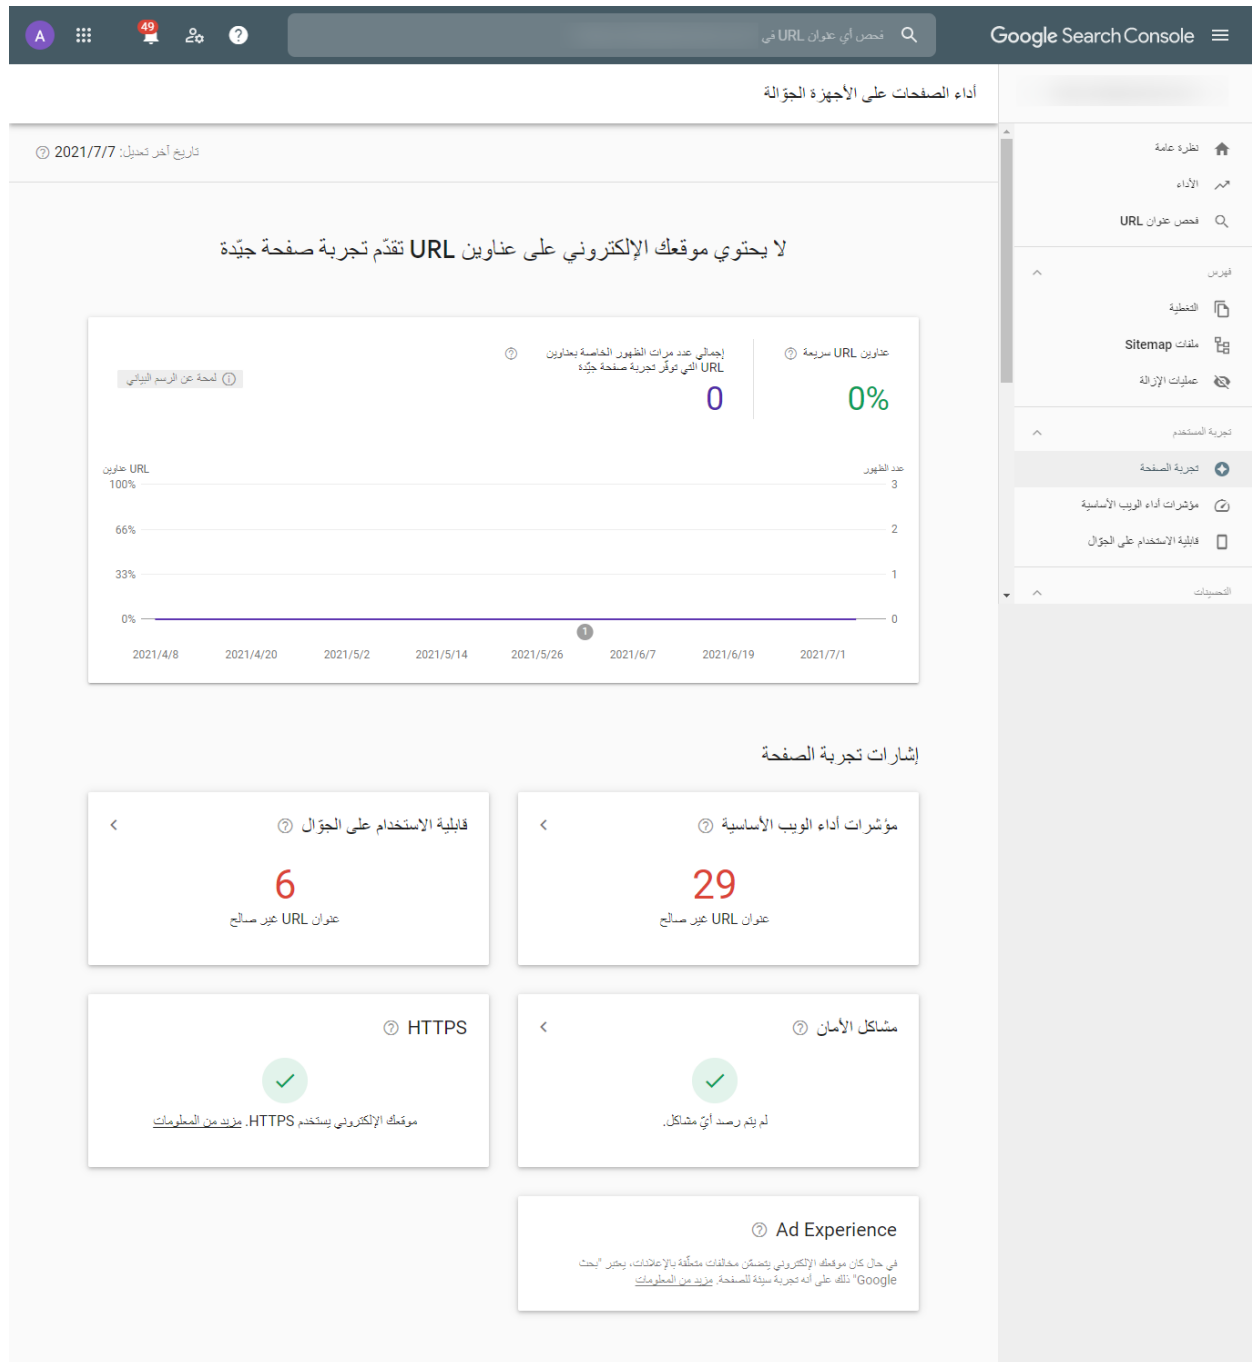 Google Search Console
فحص أي عنوان URL في
49
A
أداء الصفحات على الأجهزة الجوّالة
تاريخ آخر تعديل: 2021/7/7
نظرة عامة
الأداء
فحص عنوان URL
فهرس
التغطية
ملفات Sitemap
عمليات الإزالة
تجربة المستخدم
تجربة الصفحة
مؤشرات أداء الويب الأساسية
قابلية الاستخدام على الجوّال
التحسينات
لا يحتوي موقعك الإلكتروني على عناوين URL تقدّم تجربة صفحة جيّدة
عناوين URL سريعة
0%
إجمالي عدد مرات الظهور الخاصة بعناوين
URL التي توفّر تجربة صفحة جيّدة
0
لمحة عن الرسم البياني
عدد الظهور
عناوين URL
3
100%
2
66%
1
33%
0
0%
1
2021/4/8 2021/4/20 2021/5/2 2021/5/14 2021/5/26 2021/6/7 2021/6/19 2021/7/1
إشارات تجربة الصفحة
مؤشرات أداء الويب الأساسية
29
عنوان URL غير صالح
قابلية الاستخدام على الجوّال
6
عنوان URL غير صالح
مشاكل الأمان
لم يتم رصد أيّ مشاكل.
HTTPS
موقعك الإلكتروني يستخدم HTTPS. مزيد من المعلومات
Ad Experience
في حال كان موقعك الإلكتروني يتضمّن مخالفات متعلّقة بالإعلانات، يعتبر "بحث
Google" ذلك على أنه تجربة سيئة للصفحة. مزيد من المعلومات